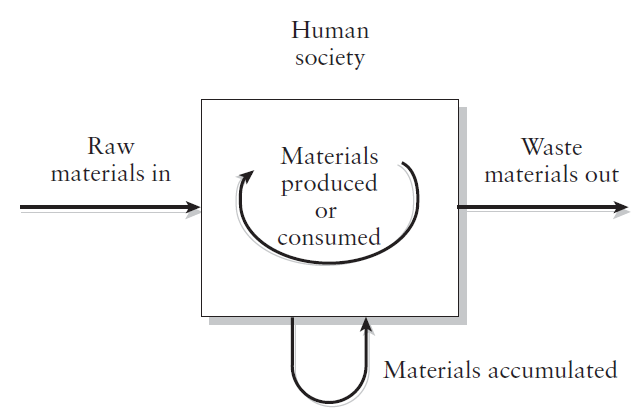 Human
society
Raw
materials in
Materials
produced
or
consumed
Waste
materials out
Materials accumulated